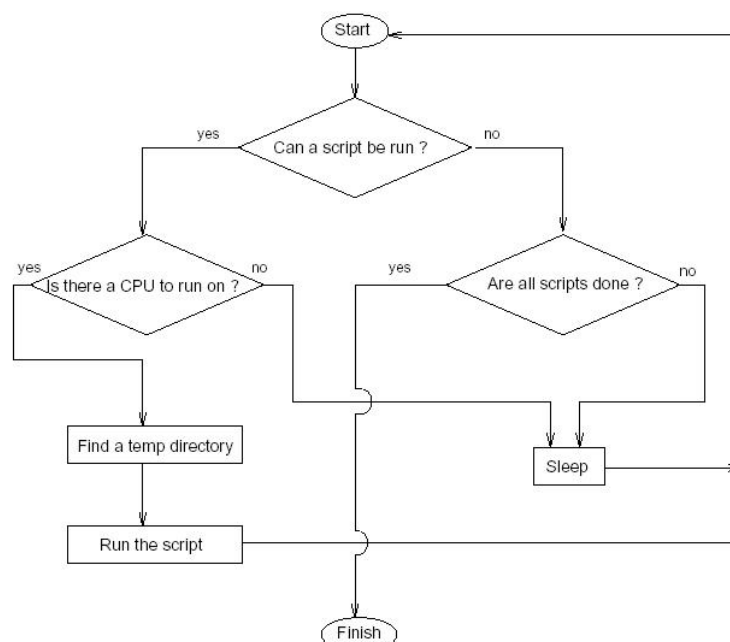 Start
yes
Can a script be run ?
no
yes
Is there a CPU to run on ?
no
yes
Are all scripts done ?
no
Find a temp directory
Sleep
Run the script
Finish